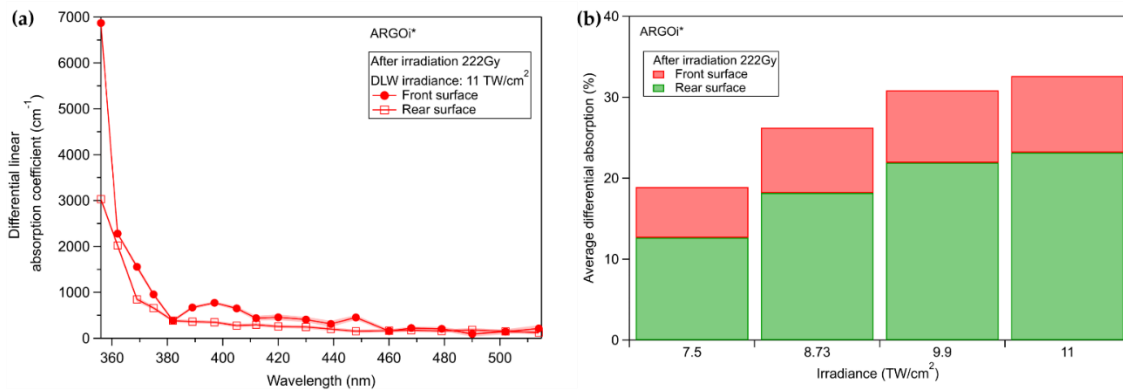 (a)
7000
6000
5000
4000
3000
2000
1000
0
Differential linear
absorption coefficient (cm⁻¹)
ARGOi*
After irradiation 222Gy
DLW irradiance: 11 TW/cm²
Front surface
Rear surface
360
380
400
420
440
460
480
500
Wavelength (nm)
(b)
40
30
20
10
0
Average differential absorption (%)
ARGOi*
After irradiation 222Gy
Front surface
Rear surface
7.5
8.73
9.9
11
Irradiance (TW/cm²)